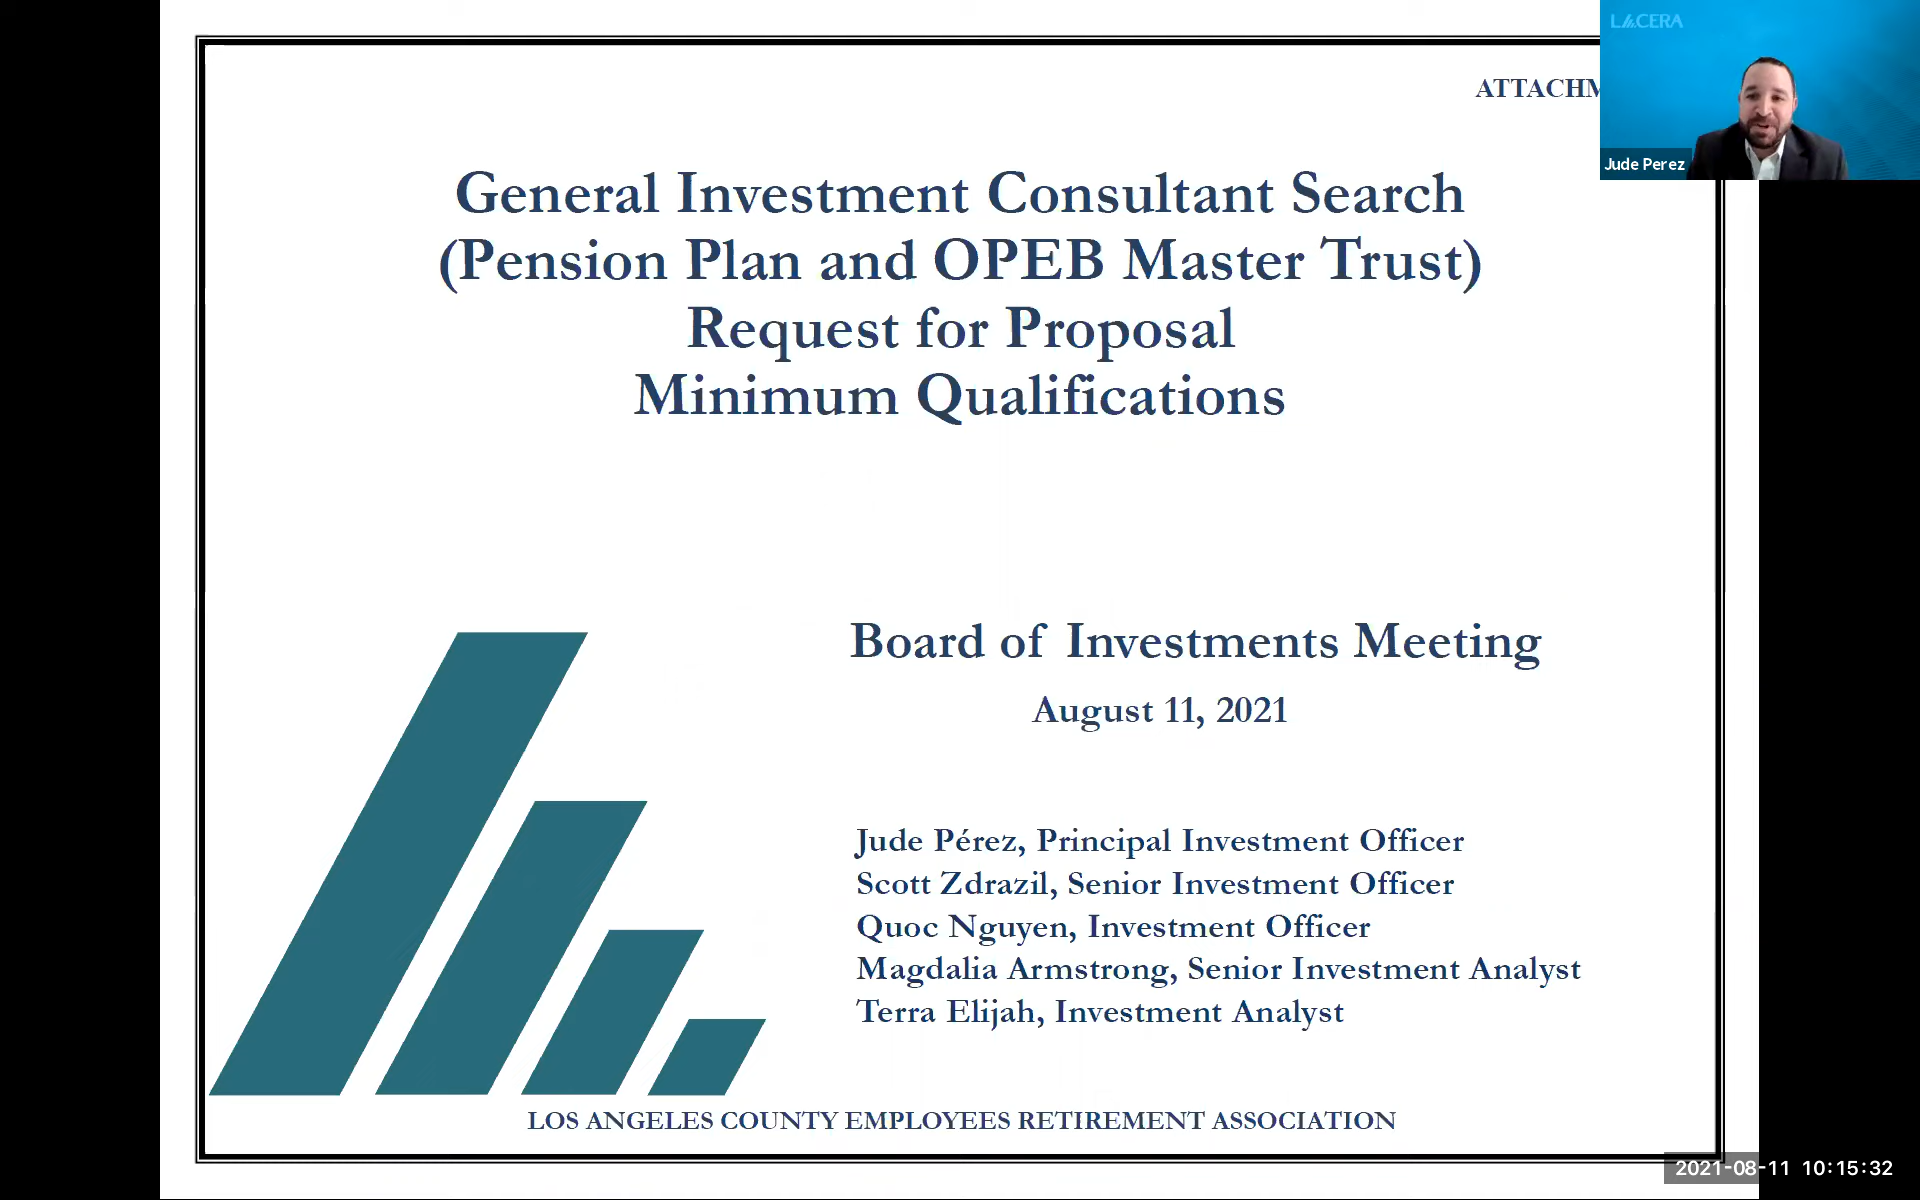 LACERA
ATTACHM
Jude Perez
General Investment Consultant Search
(Pension Plan and OPEB Master Trust)
Request for Proposal
Minimum Qualifications
Board of Investments Meeting
August 11, 2021
Jude Pérez, Principal Investment Officer
Scott Zdrazil, Senior Investment Officer
Quoc Nguyen, Investment Officer
Magdalia Armstrong, Senior Investment Analyst
Terra Elijah, Investment Analyst
LOS ANGELES COUNTY EMPLOYEES RETIREMENT ASSOCIATION
2021-08-11 10:15:32